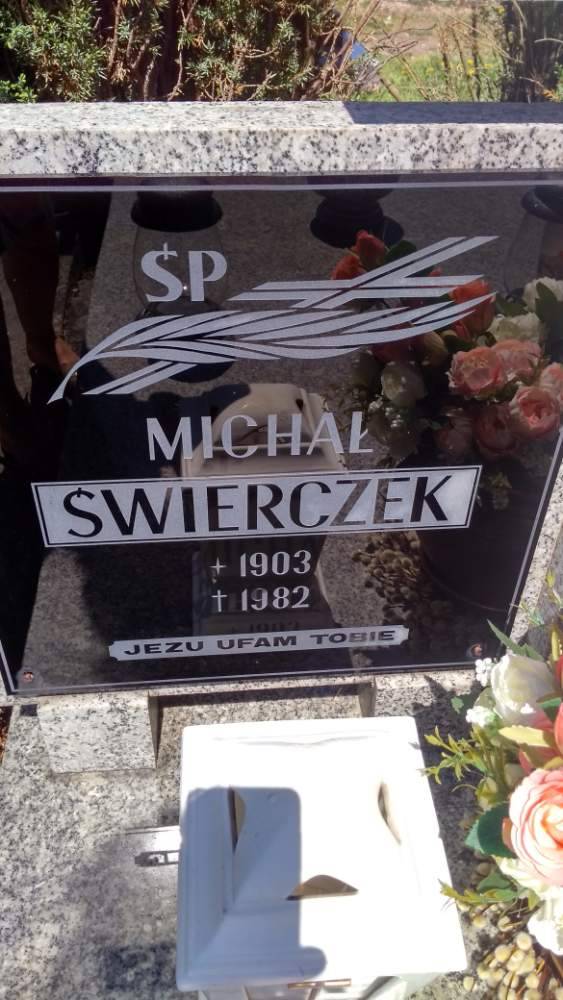 ŚP
MICHAŁ
ŚWIERCZEK
+ 1903
† 1982
JEZU UFAM TOBIE